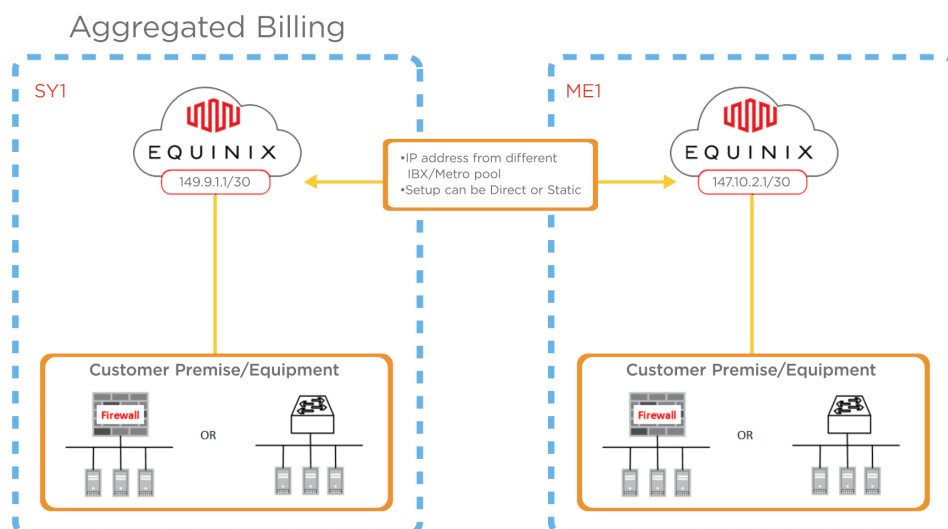 Aggregated Billing
SY1
EQUINIX
149.9.1.1/30
•IP address from different
IBX/Metro pool
•Setup can be Direct or Static
ME1
EQUINIX
147.10.2.1/30
Customer Premise/Equipment
Firewall
OR
Customer Premise/Equipment
Firewall
OR